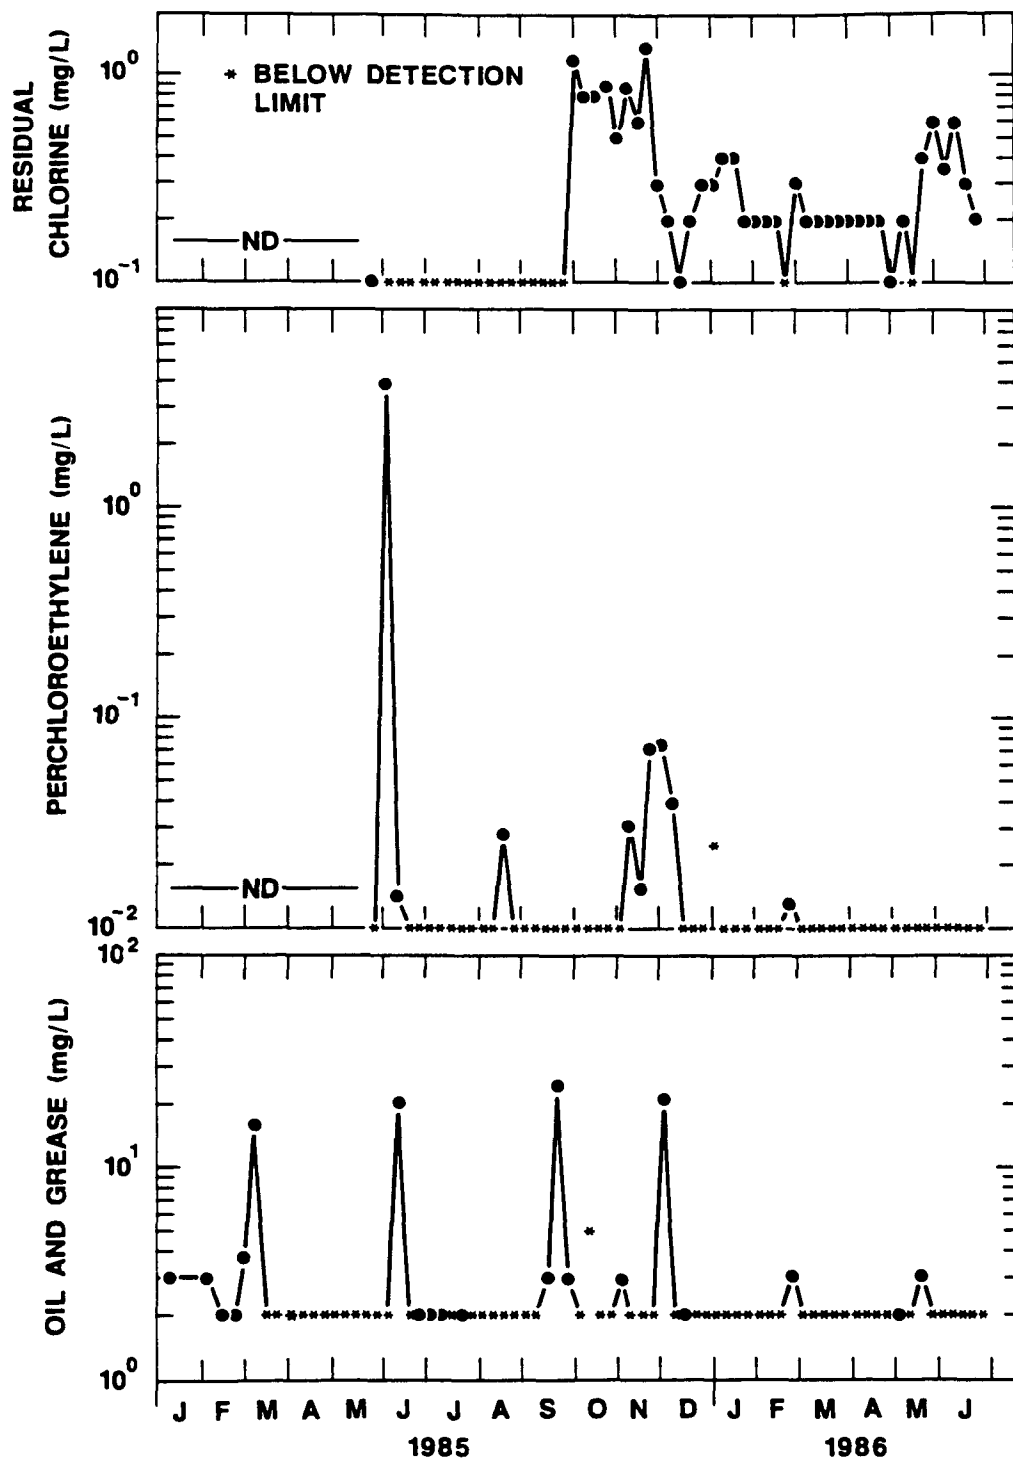 RESIDUAL
CHLORINE (mg/L)
10⁰
10⁻¹
* BELOW DETECTION
LIMIT
ND
PERCHLOROETHYLENE (mg/L)
10⁰
10⁻¹
10⁻²
ND
OIL AND GREASE (mg/L)
10²
10¹
10⁰
J F M A M J J A S O N D J F M A M J
1985 1986